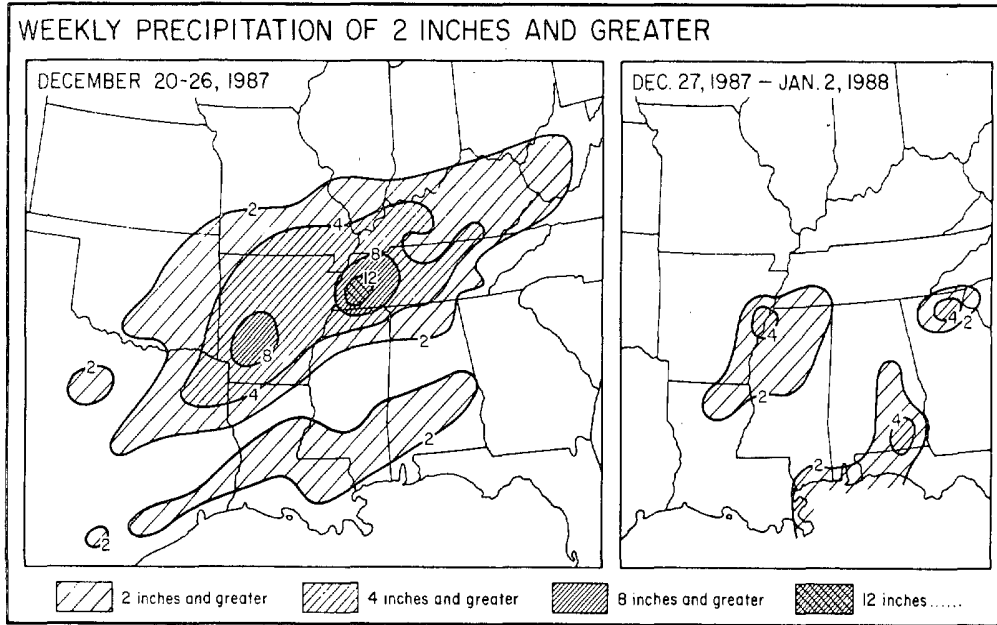 WEEKLY PRECIPITATION OF 2 INCHES AND GREATER
DECEMBER 20-26, 1987
2
4
8
12
8
2
4
2
2
2
DEC. 27, 1987 – JAN. 2, 1988
4
2
4
2
4
2
2 inches and greater
4 inches and greater
8 inches and greater
12 inches......